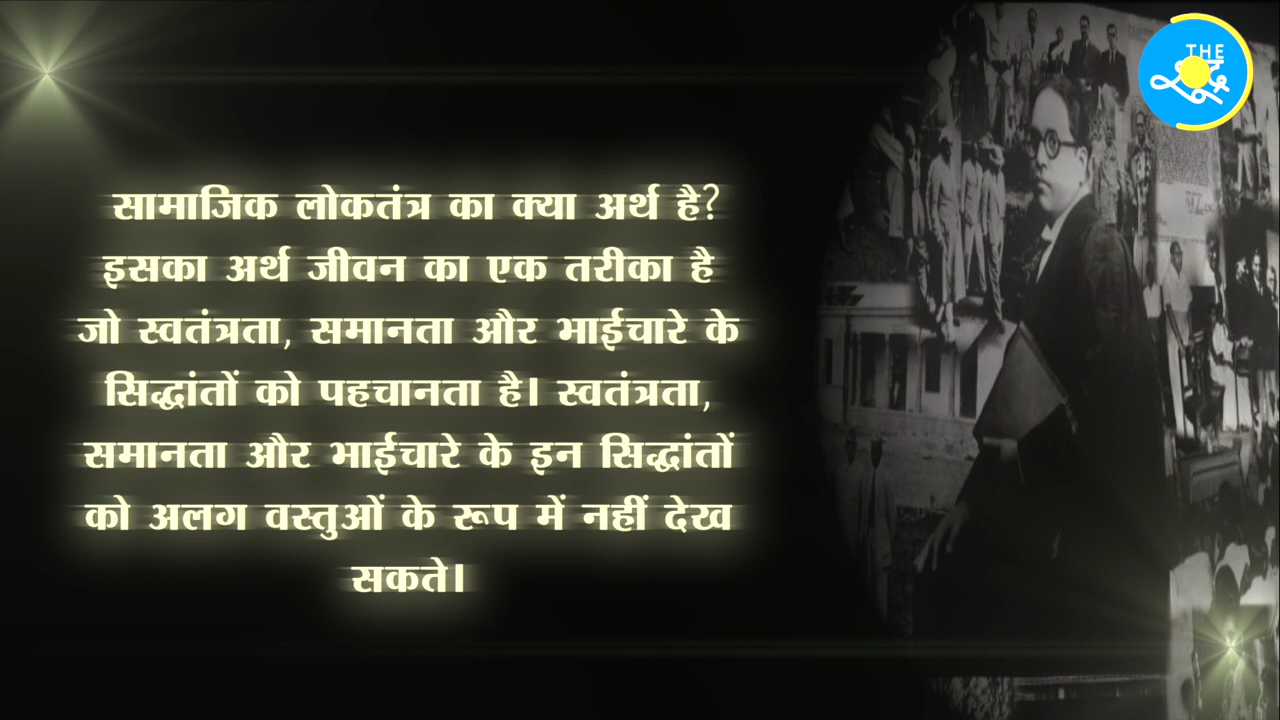 THE
सामाजिक लोकतंत्र का क्या अर्थ है?
इसका अर्थ जीवन का एक तरीका है
जो स्वतंत्रता, समानता और भाईचारे के
सिद्धांतों को पहचानता है। स्वतंत्रता,
समानता और भाईचारे के इन सिद्धांतों
को अलग वस्तुओं के रूप में नहीं देख
सकते।